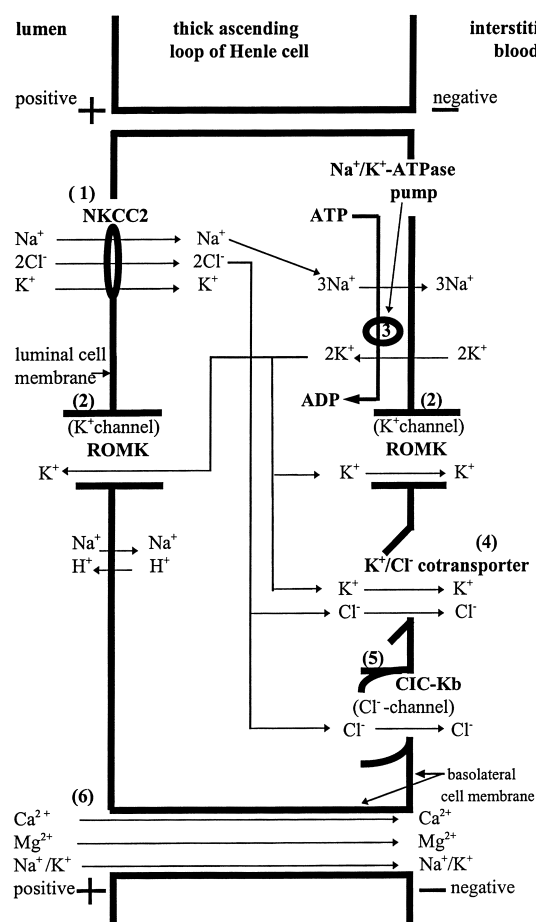 lumen thick ascending interstiti
loop of Henle cell blood
positive + − negative
Na⁺/K⁺-ATPase
pump
(1)
NKCC2 ATP
Na⁺ Na⁺
2Cl⁻ 2Cl⁻
K⁺ K⁺ 3Na⁺ 3Na⁺
3
luminal cell 2K⁺ 2K⁺
membrane
(2) ADP (2)
(K⁺channel) (K⁺channel)
ROMK ROMK
K⁺ K⁺ K⁺
Na⁺ Na⁺ (4)
H⁺ H⁺ K⁺/Cl⁻ cotransporter
K⁺ K⁺
Cl⁻ Cl⁻
(5)
CIC-Kb
(Cl⁻-channel)
Cl⁻ Cl⁻
basolateral
(6) cell membrane
Ca²⁺ Ca²⁺
Mg²⁺ Mg²⁺
Na⁺/K⁺ Na⁺/K⁺
positive + − negative